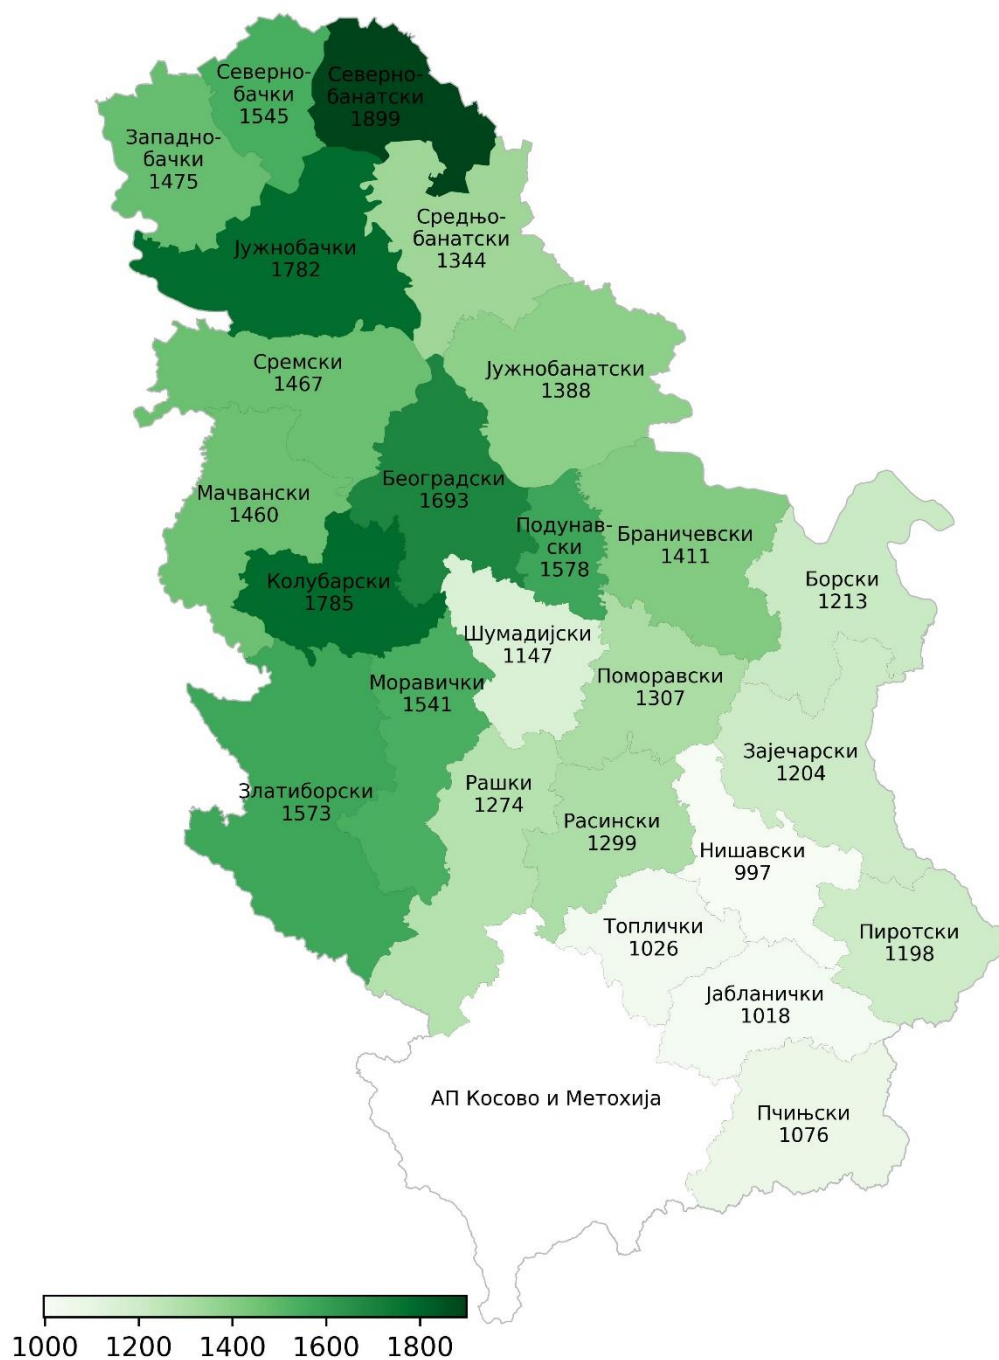 Северно-
бачки
1545
Северно-
банатски
1899
Западно-
бачки
1475
Средњо-
банатски
1344
Јужнобачки
1782
Сремски
1467
Јужнобанатски
1388
Београдски
1693
Мачвански
1460
Подунав-
ски
1578
Браничевски
1411
Колубарски
1785
Борски
1213
Шумадијски
1147
Моравички
1541
Поморавски
1307
Зајечарски
1204
Златиборски
1573
Рашки
1274
Расински
1299
Нишавски
997
Топлички
1026
Пиротски
1198
Јабланички
1018
АП Косово и Метохија
Пчињски
1076
1000 1200 1400 1600 1800